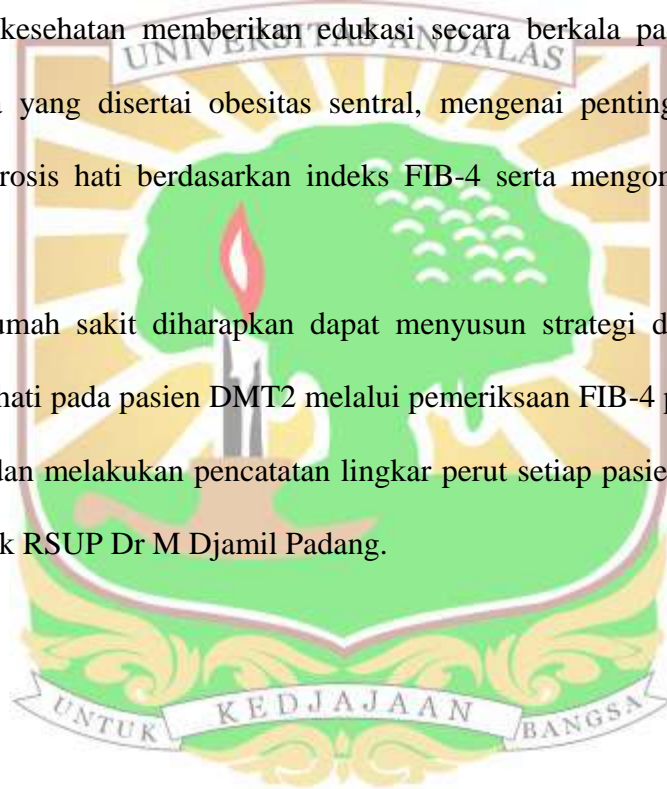 kesehatan memberikan edukasi secara berkala pa
UNIVERSITAS ANDALAS
yang disertai obesitas sentral, mengenai penting
rosis hati berdasarkan indeks FIB-4 serta mengon
umah sakit diharapkan dapat menyusun strategi d
hati pada pasien DMT2 melalui pemeriksaan FIB-4 p
dan melakukan pencatatan lingkar perut setiap pasie
k RSUP Dr M Djamil Padang.
UNTUK KEDJAJAAN BANGSA